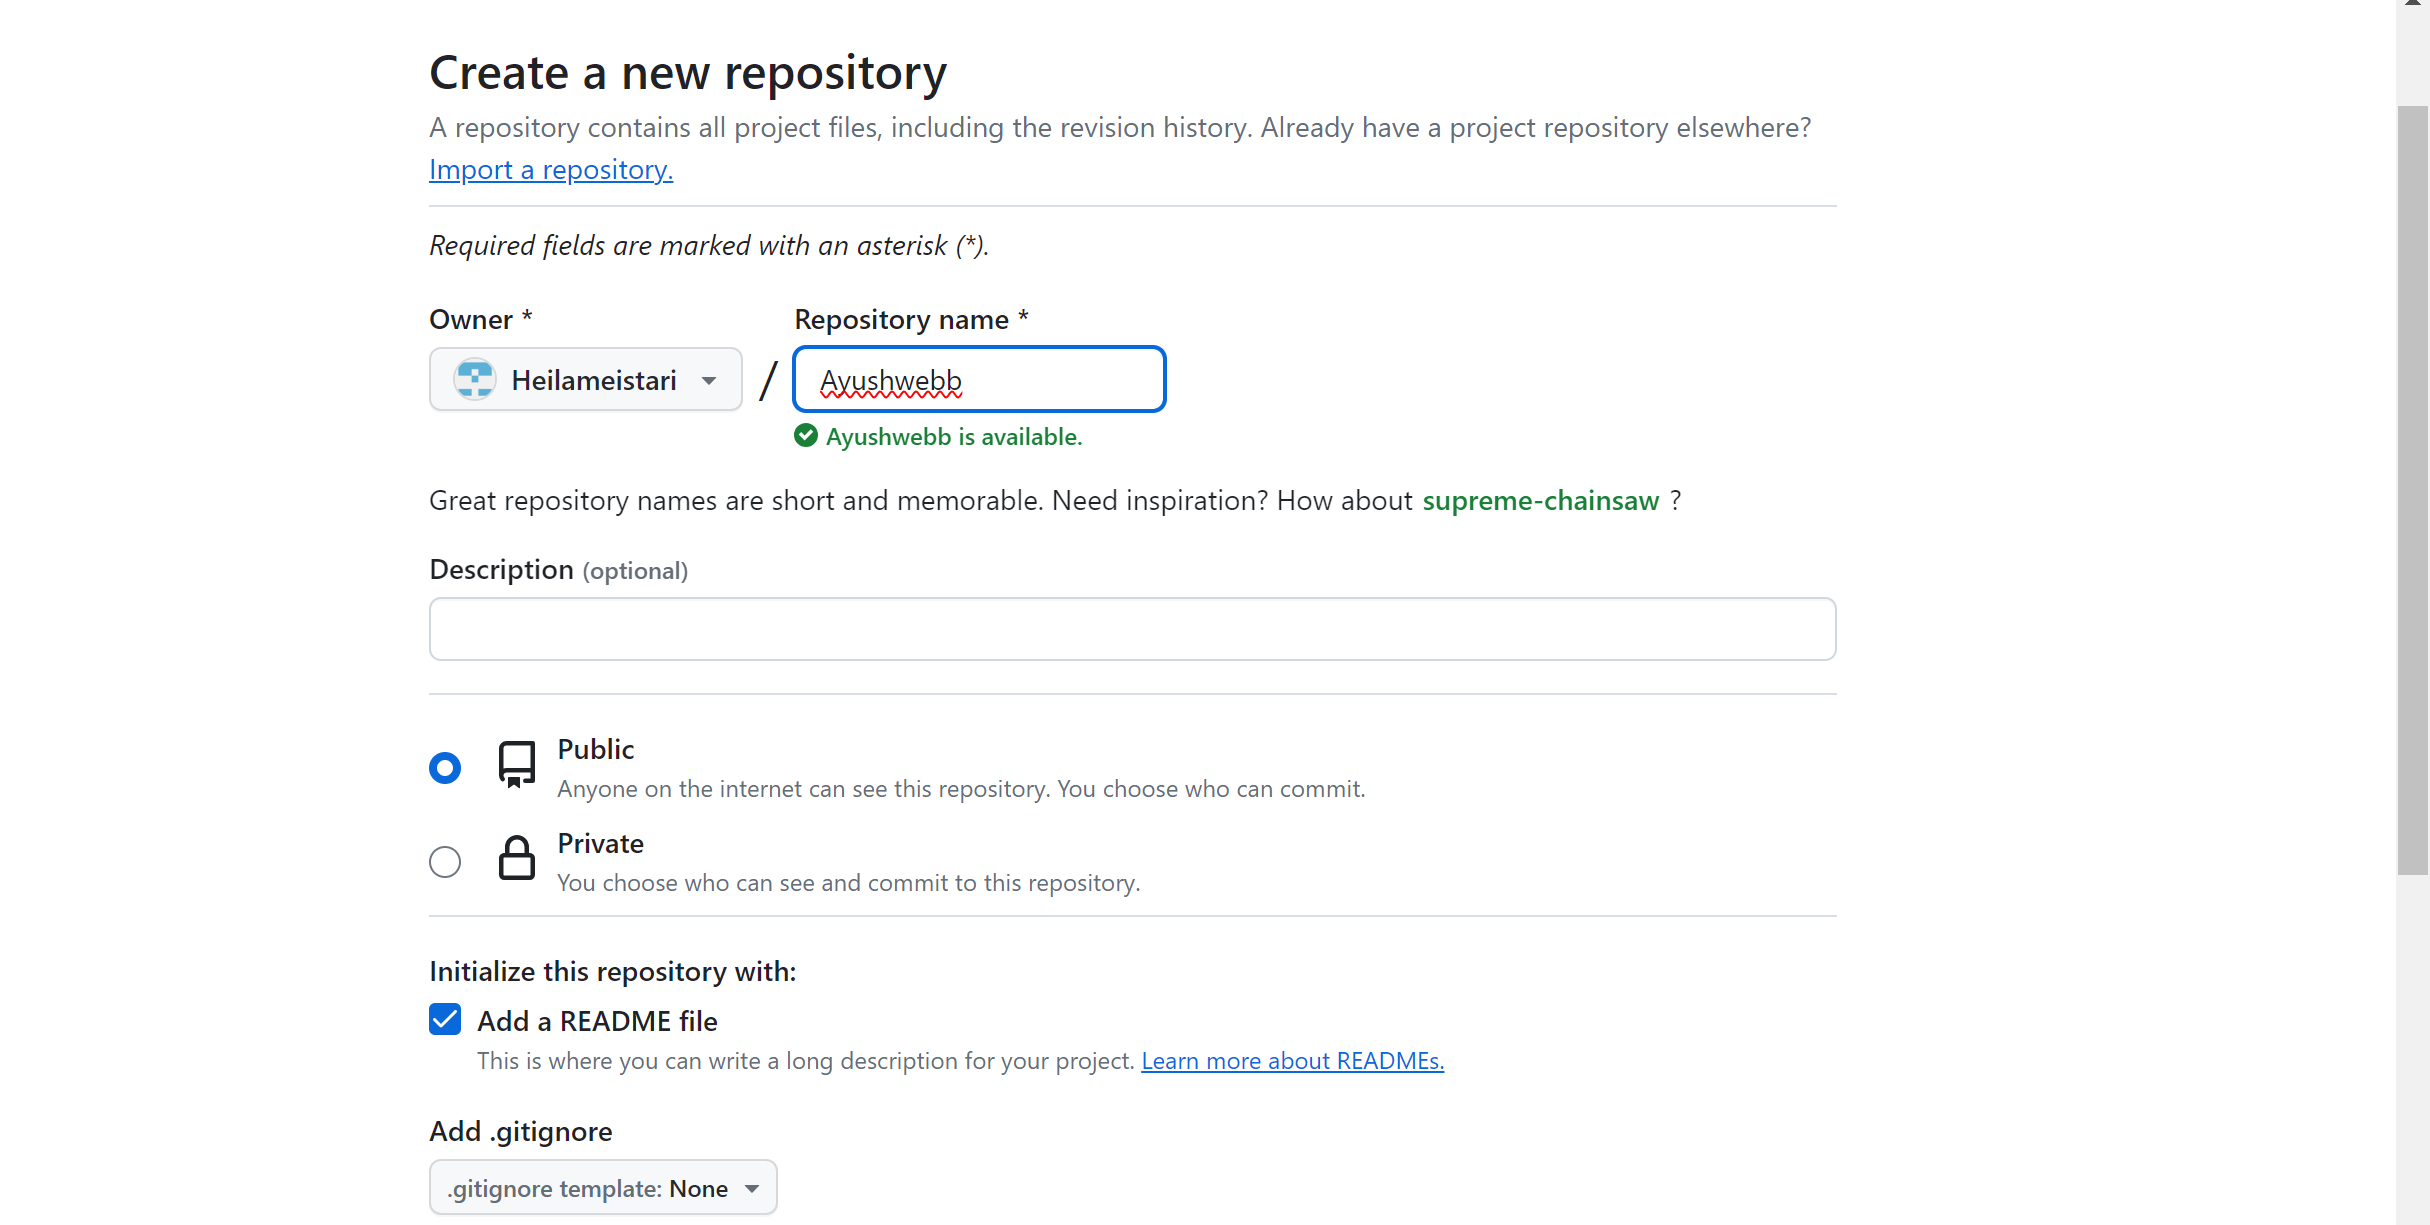 Create a new repository
A repository contains all project files, including the revision history. Already have a project repository elsewhere?
Import a repository.
Required fields are marked with an asterisk (*).
Owner * Repository name *
Heilameistari / Ayushwebb
Ayushwebb is available.
Great repository names are short and memorable. Need inspiration? How about supreme-chainsaw ?
Description (optional)
Public
Anyone on the internet can see this repository. You choose who can commit.
Private
You choose who can see and commit to this repository.
Initialize this repository with:
Add a README file
This is where you can write a long description for your project. Learn more about READMEs.
Add .gitignore
.gitignore template: None